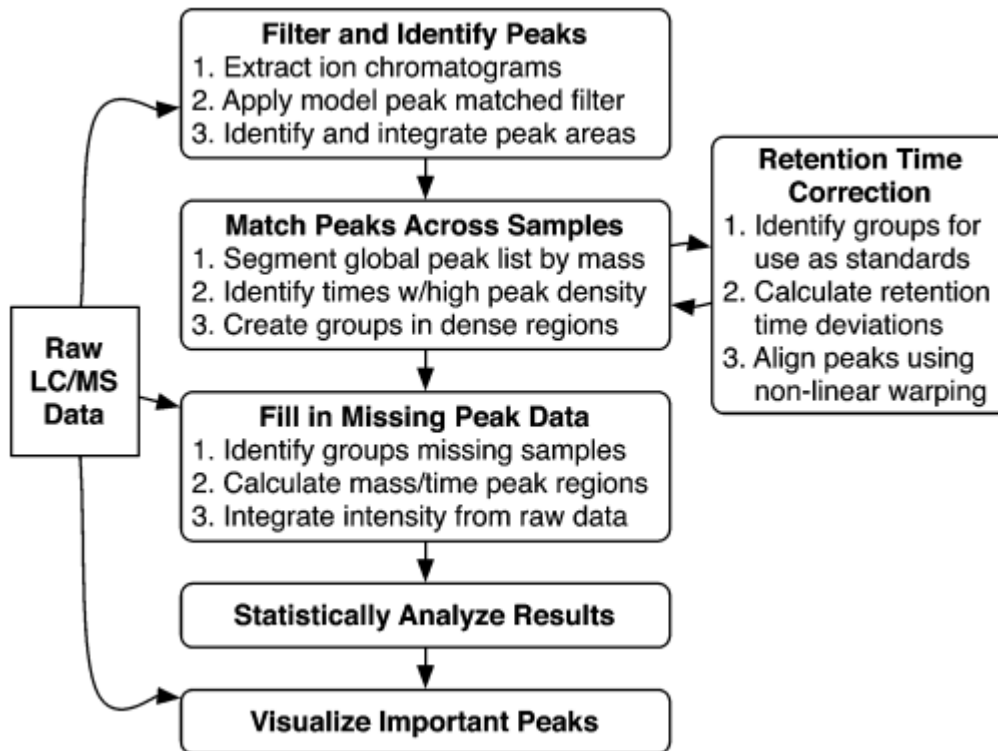 Filter and Identify Peaks
1. Extract ion chromatograms
2. Apply model peak matched filter
3. Identify and integrate peak areas
Retention Time
Correction
1. Identify groups for
use as standards
2. Calculate retention
time deviations
3. Align peaks using
non-linear warping
Match Peaks Across Samples
1. Segment global peak list by mass
2. Identify times w/high peak density
3. Create groups in dense regions
Raw
LC/MS
Data
Fill in Missing Peak Data
1. Identify groups missing samples
2. Calculate mass/time peak regions
3. Integrate intensity from raw data
Statistically Analyze Results
Visualize Important Peaks